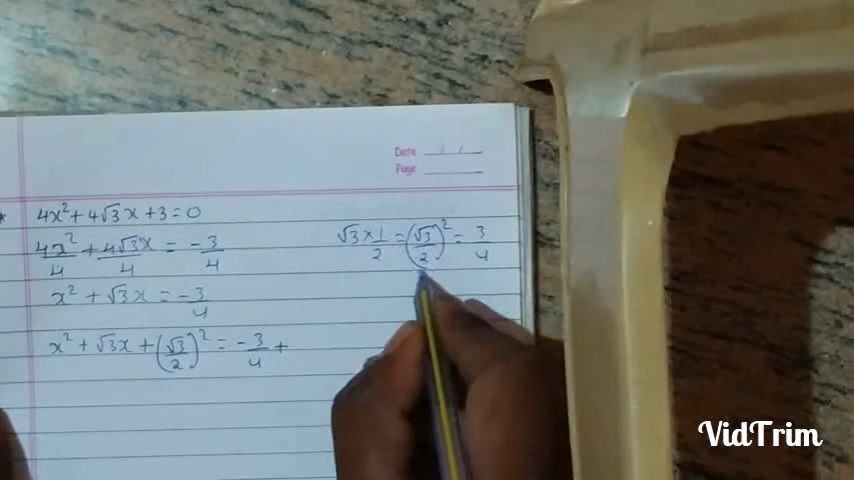 Date
Page
4x² + 4√3x + 3 = 0
4x²/4 + 4√3x/4 = -3/4
√3 × 1/2 = (√3/2)² = 3/4
x² + √3x = -3/4
x² + √3x + (√3/2)² = -3/4 +
VidTrim